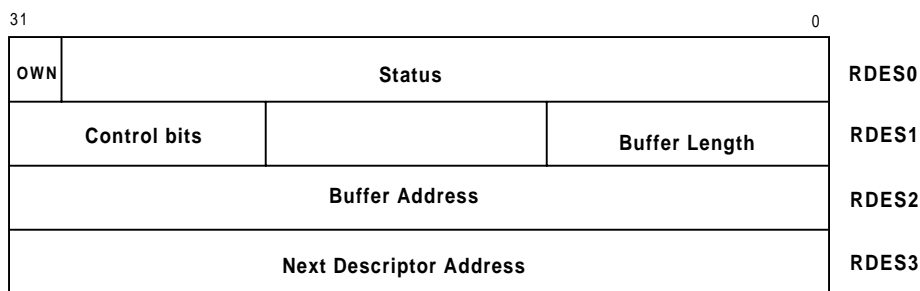 31 0
OWN Status RDES0
Control bits Buffer Length RDES1
Buffer Address RDES2
Next Descriptor Address RDES3